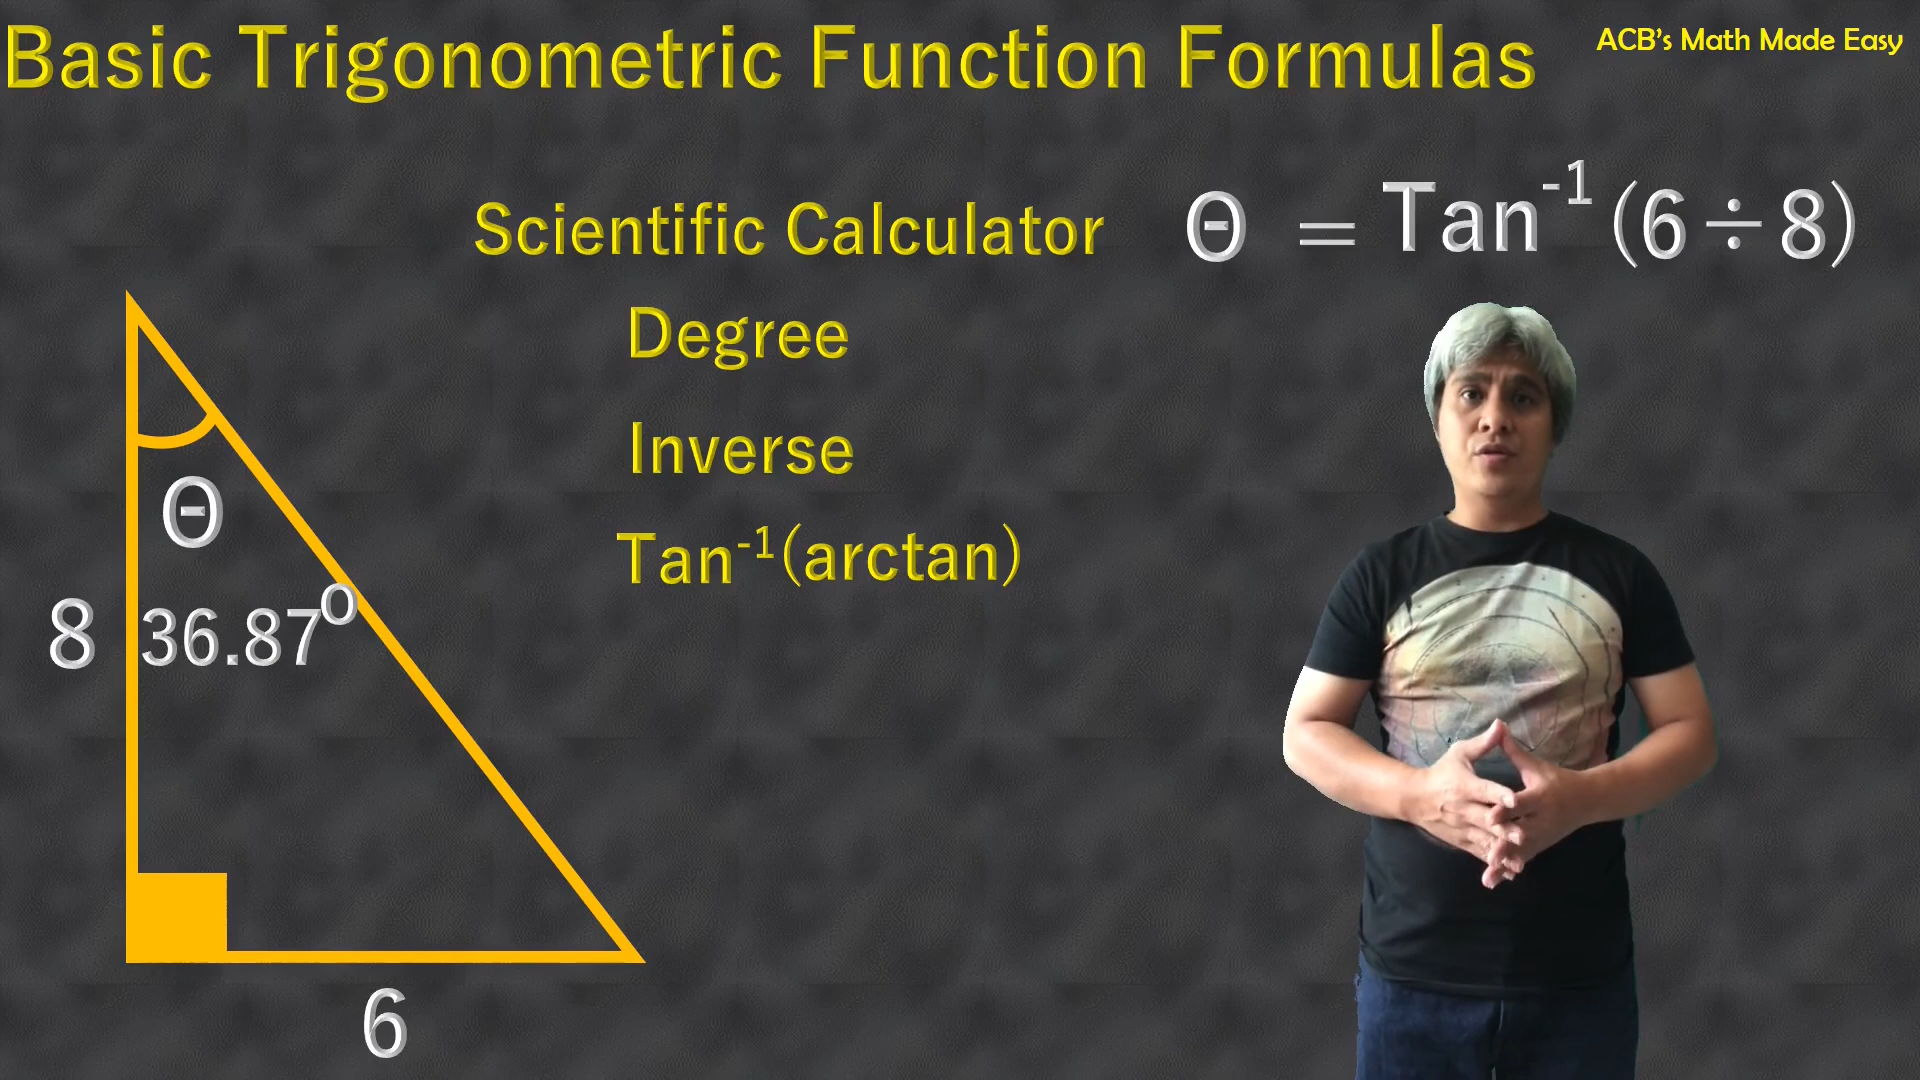 Basic Trigonometric Function Formulas
ACB's Math Made Easy
Scientific Calculator
Θ = Tan⁻¹(6÷8)
Degree
Inverse
Tan⁻¹(arctan)
Θ
8
36.87º
6